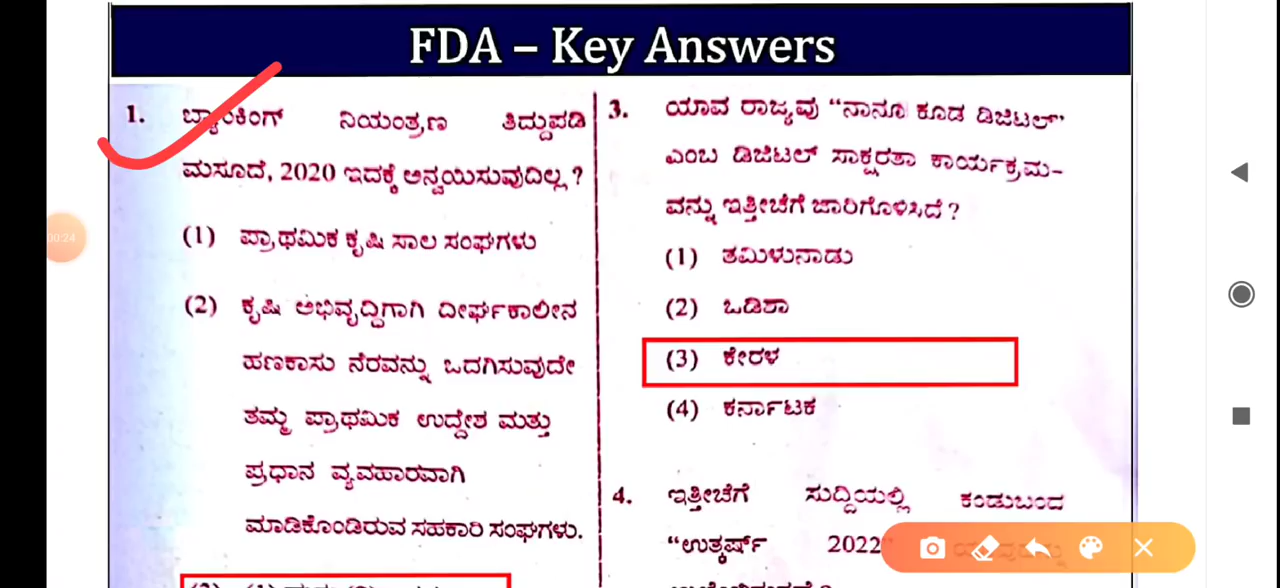 FDA – Key Answers
1. ಬ್ಯಾಂಕಿಂಗ್ ನಿಯಂತ್ರಣ ತಿದ್ದುಪಡಿ
ಮಸೂದೆ, 2020 ಇದಕ್ಕೆ ಅನ್ವಯಿಸುವುದಿಲ್ಲ ?
(1) ಪ್ರಾಥಮಿಕ ಕೃಷಿ ಸಾಲ ಸಂಘಗಳು
(2) ಕೃಷಿ ಅಭಿವೃದ್ಧಿಗಾಗಿ ದೀರ್ಘಕಾಲೀನ
ಹಣಕಾಸು ನೆರವನ್ನು ಒದಗಿಸುವುದೇ
ತಮ್ಮ ಪ್ರಾಥಮಿಕ ಉದ್ದೇಶ ಮತ್ತು
ಪ್ರಧಾನ ವ್ಯವಹಾರವಾಗಿ
ಮಾಡಿಕೊಂಡಿರುವ ಸಹಕಾರಿ ಸಂಘಗಳು.
3. ಯಾವ ರಾಜ್ಯವು “ನಾನೂ ಕೂಡ ಡಿಜಿಟಲ್’
ಎಂಬ ಡಿಜಿಟಲ್ ಸಾಕ್ಷರತಾ ಕಾರ್ಯಕ್ರಮ-
ವನ್ನು ಇತ್ತೀಚೆಗೆ ಜಾರಿಗೊಳಿಸಿದೆ ?
(1) ತಮಿಳುನಾಡು
(2) ಒಡಿಶಾ
(3) ಕೇರಳ
(4) ಕರ್ನಾಟಕ
4. ಇತ್ತೀಚೆಗೆ ಸುದ್ದಿಯಲ್ಲಿ ಕಂಡುಬಂದ
“ಉತ್ಕರ್ಷ್ 2022”
00:24